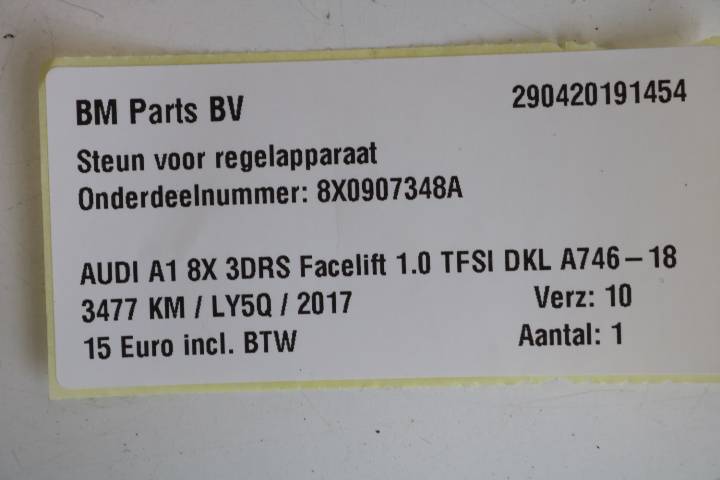 BM Parts BV 290420191454
Steun voor regelapparaat
Onderdeelnummer: 8X0907348A
AUDI A1 8X 3DRS Facelift 1.0 TFSI DKL A746-18
3477 KM / LY5Q / 2017 Verz: 10
15 Euro incl. BTW Aantal: 1